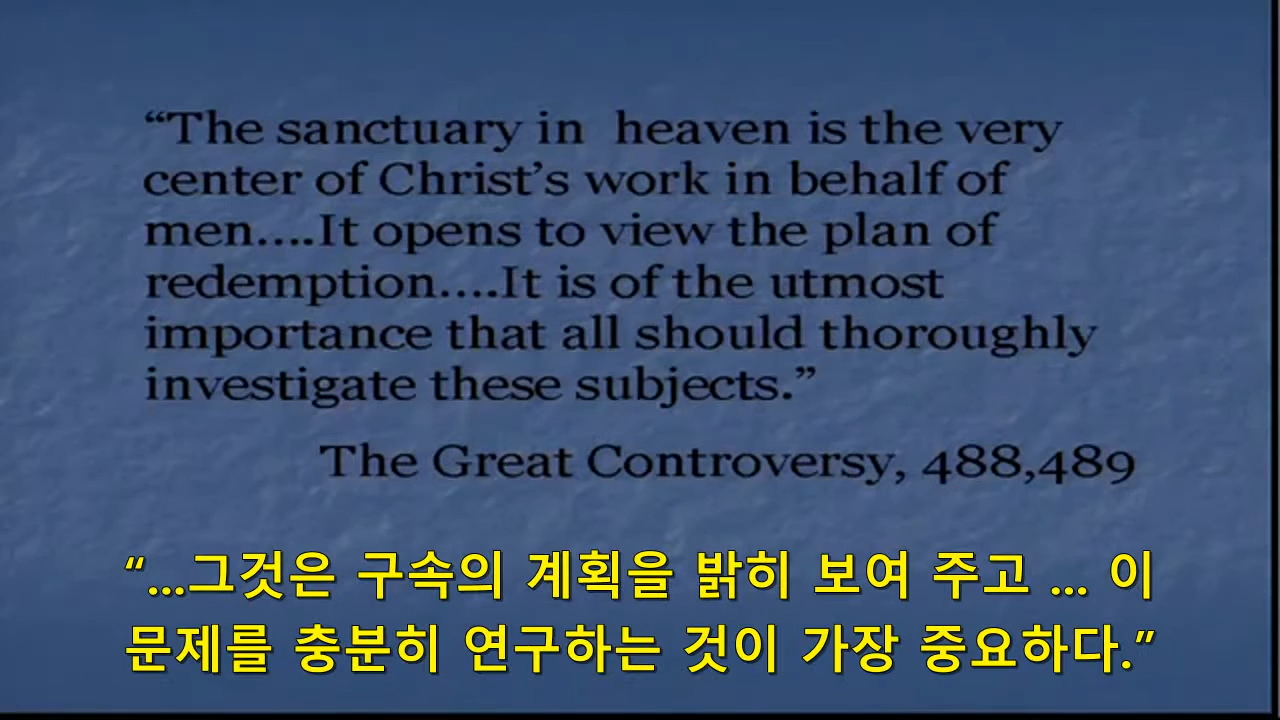 “The sanctuary in heaven is the very
center of Christ’s work in behalf of
men....It opens to view the plan of
redemption....It is of the utmost
importance that all should thoroughly
investigate these subjects.”
The Great Controversy, 488,489
“...그것은 구속의 계획을 밝히 보여 주고 ... 이
문제를 충분히 연구하는 것이 가장 중요하다.”